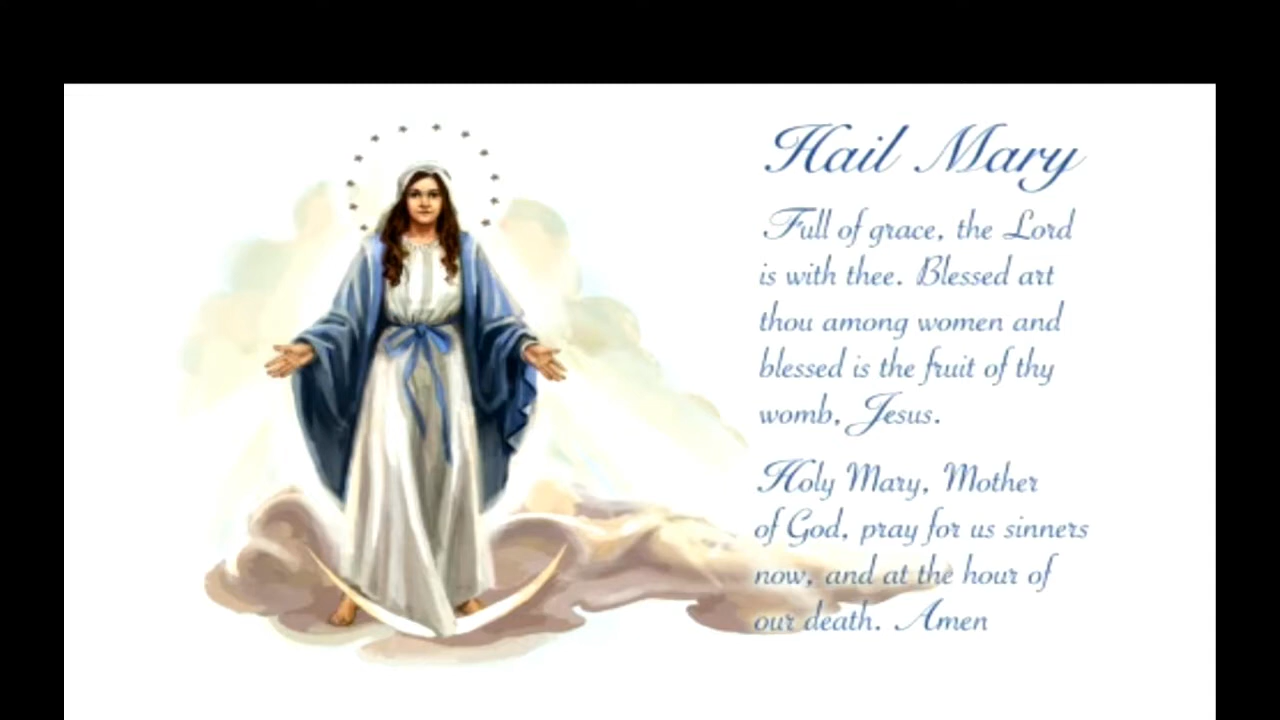 Hail Mary
Full of grace, the Lord
is with thee. Blessed art
thou among women and
blessed is the fruit of thy
womb, Jesus.
Holy Mary, Mother
of God, pray for us sinners
now, and at the hour of
our death. Amen